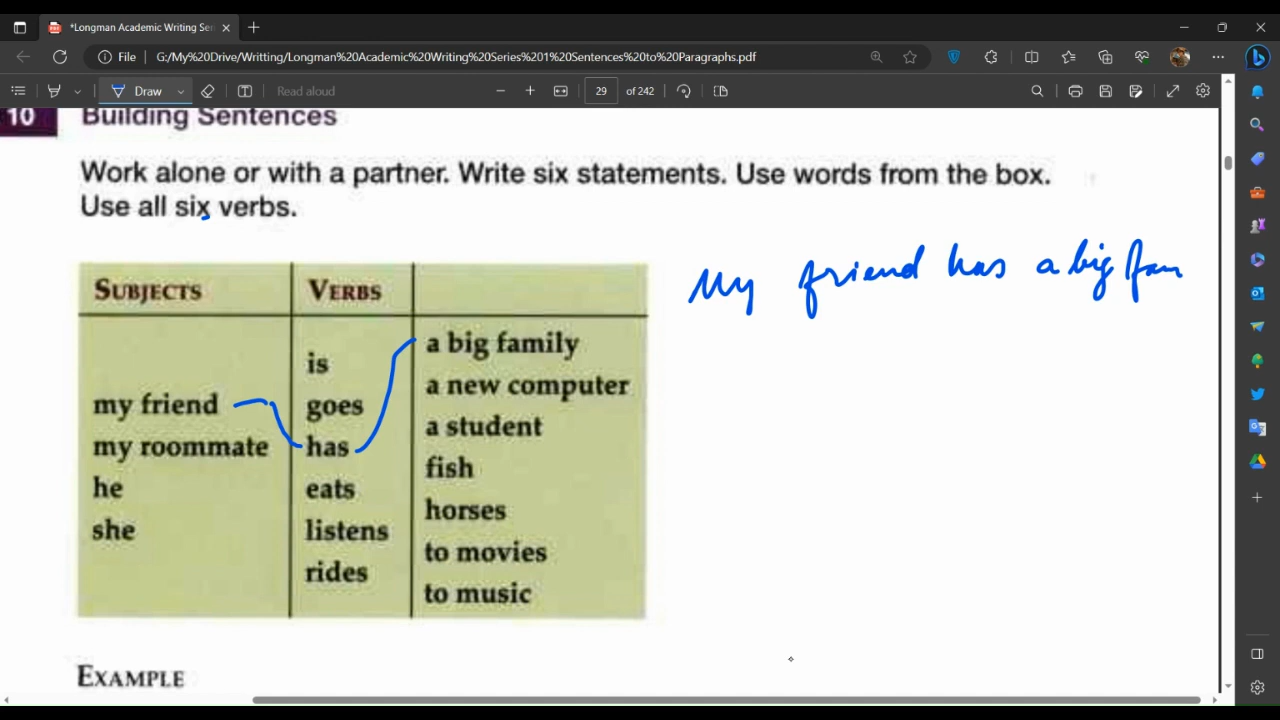 *Longman Academic Writing Ser
File
G:/My%20Drive/Writting/Longman%20Academic%20Writing%20Series%201%20Sentences%20to%20Paragraphs.pdf
Draw
Read aloud
29 of 242
10 Building Sentences
Work alone or with a partner. Write six statements. Use words from the box.
Use all six verbs.
SUBJECTS
my friend
my roommate
he
she
VERBS
is
goes
has
eats
listens
rides
a big family
a new computer
a student
fish
horses
to movies
to music
My friend has a big fam
EXAMPLE